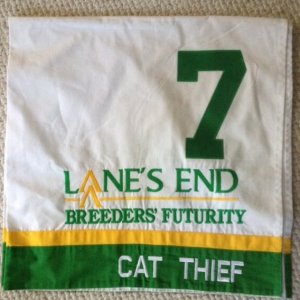 7
LANE'S END
BREEDERS' FUTURITY
CAT THIEF